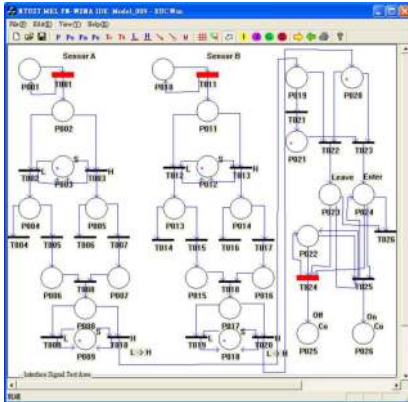 NTUST MEL PN-WINA IDE: Model_009 - XUC Win
File(F) Edit(E) View(V) Help(H)
Sensor A
Sensor B
P001
T001
P010
T011
P019
P020
T021
P002
P011
P021
T022
T023
T002
L
S
P003
T003
H
T012
L
S
P012
T013
H
Leave
Enter
P023
P024
P004
P005
P013
P014
T026
T004
T005
T006
T007
T014
T015
T016
T017
P022
P006
T008
P007
P015
T018
P016
T024
T025
P008
P017
Off
On
T009
L
S
P009
T010
H
T019
L
S
P018
T020
H
Co
Co
L -> H
L -> H
P025
P026
Interface Signal Text Area